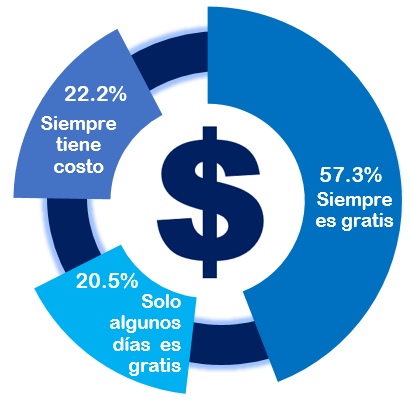 22.2%
Siempre
tiene
costo
57.3%
Siempre
es gratis
20.5%
Solo
algunos
días es
gratis
$